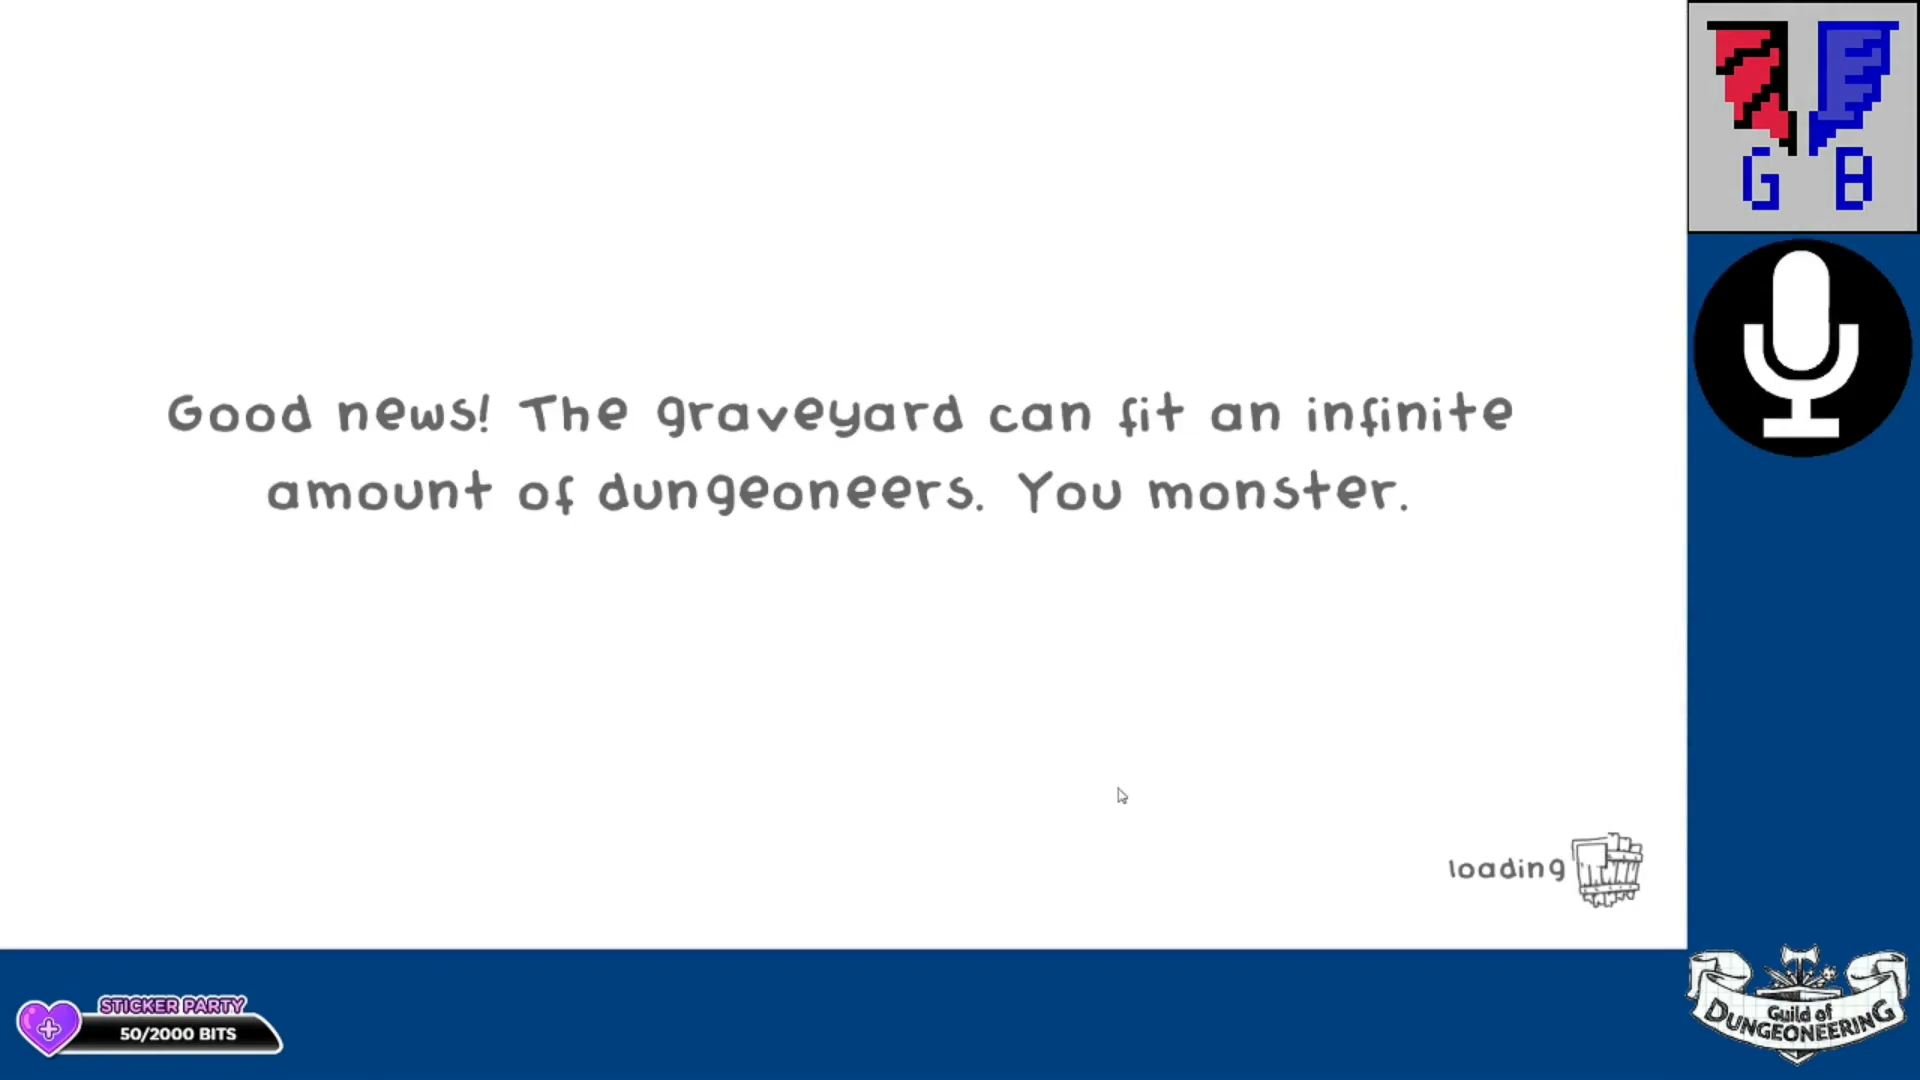 G B
Good news! The graveyard can fit an infinite
amount of dungeoneers. You monster.
loading
STICKER PARTY
50/2000 BITS
Guild of
DUNGEONEERING